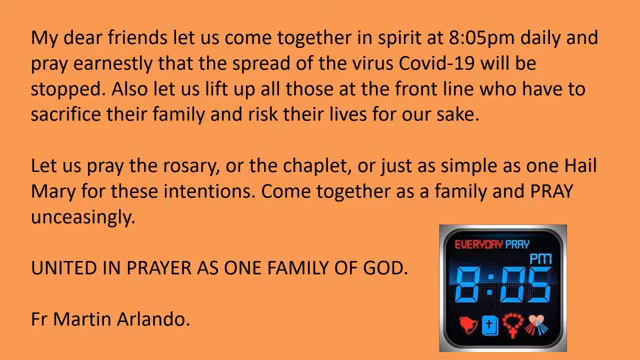 My dear friends let us come together in spirit at 8:05pm daily and
pray earnestly that the spread of the virus Covid-19 will be
stopped. Also let us lift up all those at the front line who have to
sacrifice their family and risk their lives for our sake.
Let us pray the rosary, or the chaplet, or just as simple as one Hail
Mary for these intentions. Come together as a family and PRAY
unceasingly.
UNITED IN PRAYER AS ONE FAMILY OF GOD.
Fr Martin Arlando.
EVERYDAY PRAY
PM
8:05